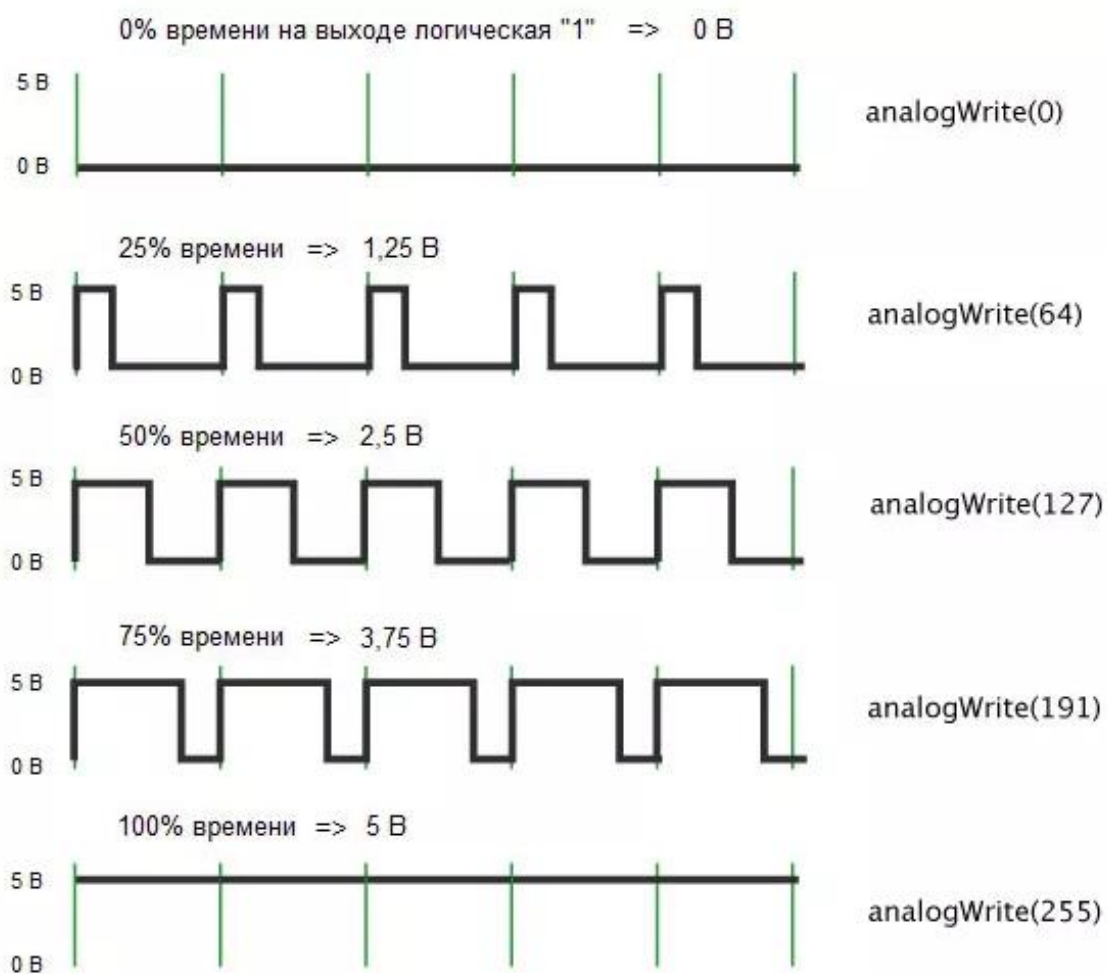 0% времени на выходе логическая "1" => 0 В
5 В
0 В
analogWrite(0)
25% времени => 1,25 В
5 В
0 В
analogWrite(64)
50% времени => 2,5 В
5 В
0 В
analogWrite(127)
75% времени => 3,75 В
5 В
0 В
analogWrite(191)
100% времени => 5 В
5 В
0 В
analogWrite(255)